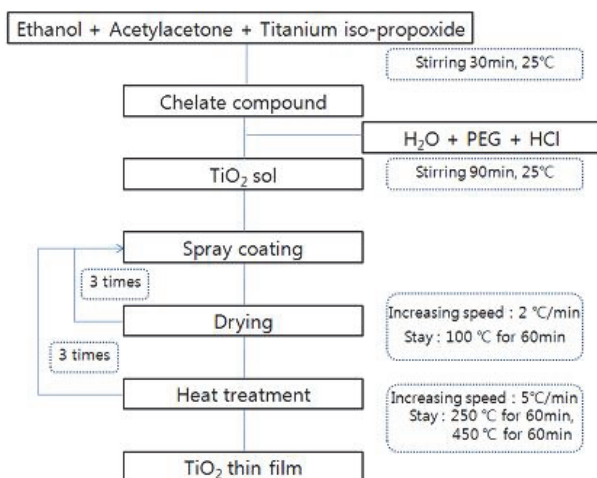 Ethanol + Acetylacetone + Titanium iso-propoxide
Stirring 30min, 25℃
Chelate compound
H₂O + PEG + HCl
TiO₂ sol
Stirring 90min, 25℃
Spray coating
3 times
Drying
Increasing speed : 2 ℃/min
Stay : 100 ℃ for 60min
3 times
Heat treatment
Increasing speed : 5℃/min
Stay : 250 ℃ for 60min,
450 ℃ for 60min
TiO₂ thin film